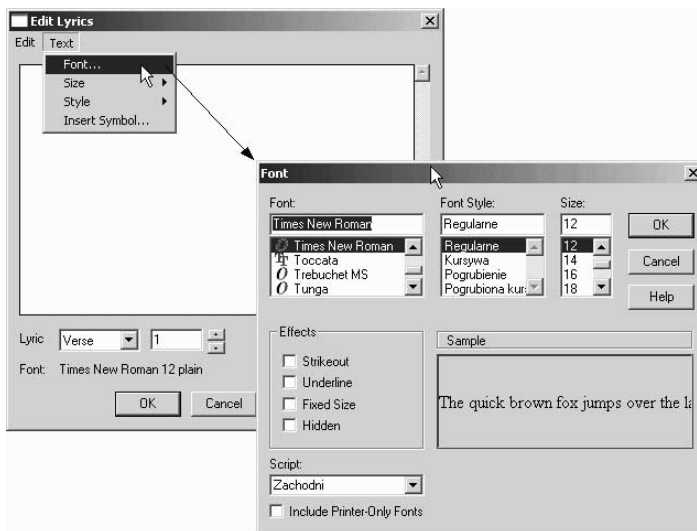 Edit Lyrics
Edit Text
Font...
Size
Style
Insert Symbol...
Lyric Verse 1
Font: Times New Roman 12 plain
OK Cancel
Font
Font: Font Style: Size:
Times New Roman Regularne 12 OK
Times New Roman Regularne 12
Toccata Kursywa 14 Cancel
Trebuchet MS Pogrubienie 16
Tunga Pogrubiona kur: 18 Help
Effects
Strikeout
Underline
Fixed Size
Hidden
Sample
The quick brown fox jumps over the la
Script:
Zachodni
Include Printer-Only Fonts